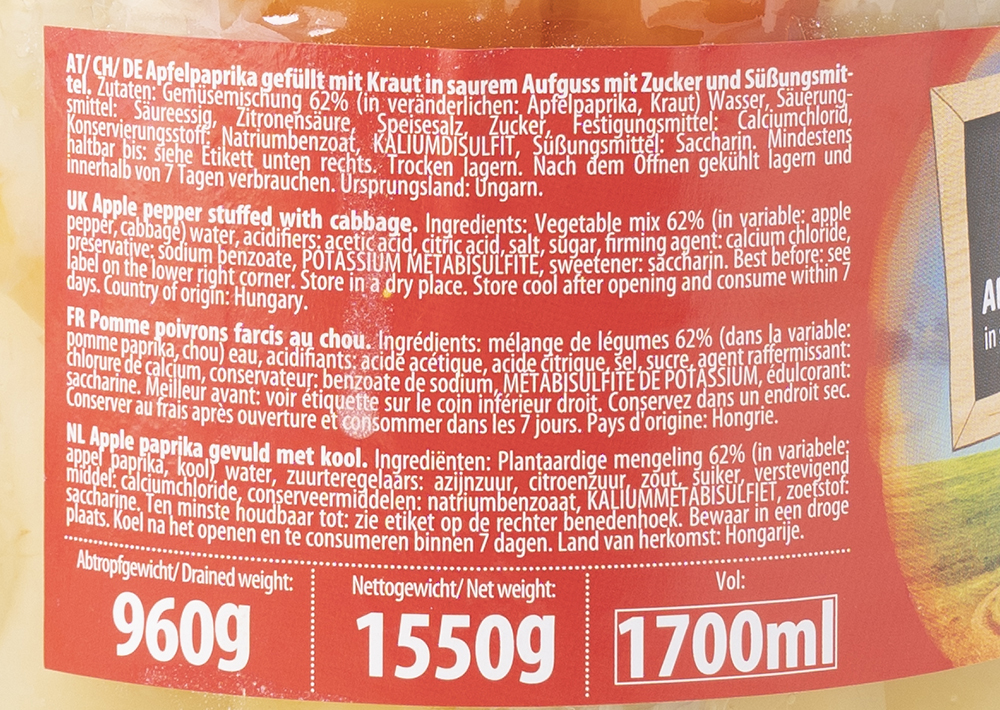 AT/ CH/ DE Apfelpaprika gefüllt mit Kraut in saurem Aufguss mit Zucker und Süßungsmit-
tel. Zutaten: Gemüsemischung 62% (in veränderlichen: Apfelpaprika, Kraut) Wasser, Säuerung-
smittel: Säureessig, Zitronensäure, Speisesalz, Zucker, Festigungsmittel: Calciumchlorid,
Konservierungsstoff: Natriumbenzoat, KALIUMDISULFIT, Süßungsmittel: Saccharin. Mindestens
haltbar bis: siehe Etikett unten rechts. Trocken lagern. Nach dem Öffnen gekühlt lagern und
innerhalb von 7 Tagen verbrauchen. Ursprungsland: Ungarn.
UK Apple pepper stuffed with cabbage. Ingredients: Vegetable mix 62% (in variable: apple
pepper, cabbage) water, acidifiers: acetic acid, citric acid, salt, sugar, firming agent: calcium chloride,
preservative: sodium benzoate, POTASSIUM METABISULFITE, sweetener: saccharin. Best before: see
label on the lower right corner. Store in a dry place. Store cool after opening and consume within 7
days. Country of origin: Hungary.
FR Pomme poivrons farcis au chou. Ingrédients: mélange de légumes 62% (dans la variable:
pomme paprika, chou) eau, acidifiants: acide acétique, acide citrique, sel, sucre, agent raffermissant:
chlorure de calcium, conservateur: benzoate de sodium, MÉTABISULFITE DE POTASSIUM, édulcorant:
saccharine. Meilleur avant: voir étiquette sur le coin inférieur droit. Conservez dans un endroit sec.
Conserver au frais après ouverture et consommer dans les 7 jours. Pays d'origine: Hongrie.
NL Apple paprika gevuld met kool. Ingrediënten: Plantaardige mengeling 62% (in variabele:
appel paprika, kool) water, zuurteregelaars: azijnzuur, citroenzuur, zout, suiker, verstevigend
middel: calciumchloride, conserveermiddelen: natriumbenzoaat, KALIUMMETABISULFIET, zoetstof:
saccharine. Ten minste houdbaar tot: zie etiket op de rechter benedenhoek. Bewaar in een droge
plaats. Koel na het openen en te consumeren binnen 7 dagen. Land van herkomst: Hongarije.
Abtropfgewicht/ Drained weight:
960g
Nettogewicht/ Net weight:
1550g
Vol:
1700ml
in